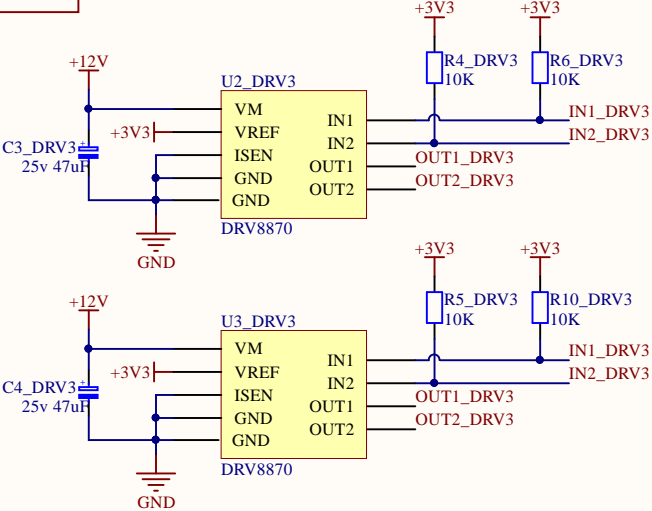 +3V3
+3V3
+12V
R4_DRV3
10K
R6_DRV3
10K
U2_DRV3
VM
VREF
ISEN
GND
GND
IN1
IN2
OUT1
OUT2
+3V3
C3_DRV3
25v 47uF
IN1_DRV3
IN2_DRV3
OUT1_DRV3
OUT2_DRV3
DRV8870
GND
+3V3
+3V3
+12V
R5_DRV3
10K
R10_DRV3
10K
U3_DRV3
VM
VREF
ISEN
GND
GND
IN1
IN2
OUT1
OUT2
+3V3
C4_DRV3
25v 47uF
IN1_DRV3
IN2_DRV3
OUT1_DRV3
OUT2_DRV3
DRV8870
GND